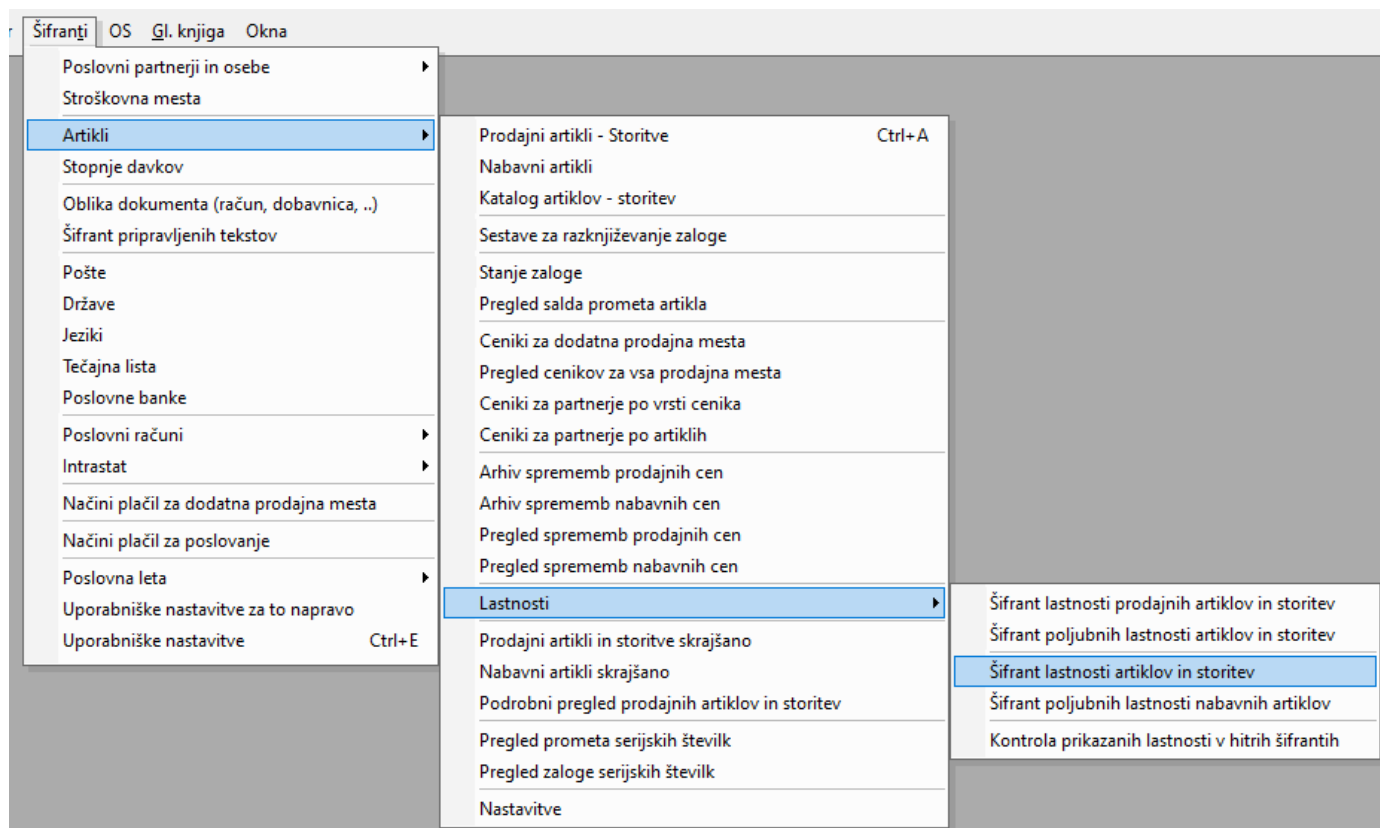 r Šifranti OS Gl. knjiga Okna
Poslovni partnerji in osebe
Stroškovna mesta
Artikli
Stopnje davkov
Oblika dokumenta (račun, dobavnica, ..)
Šifrant pripravljenih tekstov
Pošte
Države
Jeziki
Tečajna lista
Poslovne banke
Poslovni računi
Intrastat
Načini plačil za dodatna prodajna mesta
Načini plačil za poslovanje
Poslovna leta
Uporabniške nastavitve za to napravo
Uporabniške nastavitve Ctrl+E
Prodajni artikli - Storitve Ctrl+A
Nabavni artikli
Katalog artiklov - storitev
Sestave za razknjiževanje zaloge
Stanje zaloge
Pregled salda prometa artikla
Ceniki za dodatna prodajna mesta
Pregled cenikov za vsa prodajna mesta
Ceniki za partnerje po vrsti cenika
Ceniki za partnerje po artiklih
Arhiv sprememb prodajnih cen
Arhiv sprememb nabavnih cen
Pregled sprememb prodajnih cen
Pregled sprememb nabavnih cen
Lastnosti
Prodajni artikli in storitve skrajšano
Nabavni artikli skrajšano
Podrobni pregled prodajnih artiklov in storitev
Pregled prometa serijskih številk
Pregled zaloge serijskih številk
Nastavitve
Šifrant lastnosti prodajnih artiklov in storitev
Šifrant poljubnih lastnosti artiklov in storitev
Šifrant lastnosti artiklov in storitev
Šifrant poljubnih lastnosti nabavnih artiklov
Kontrola prikazanih lastnosti v hitrih šifrantih